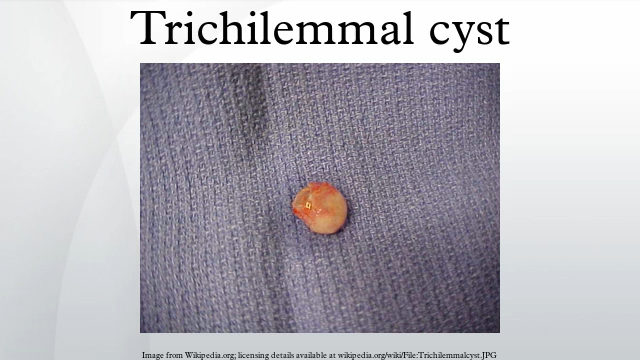 Trichilemmal cyst
Image from Wikipedia.org; licensing details available at wikipedia.org/wiki/File:Trichilemmalcyst.JPG